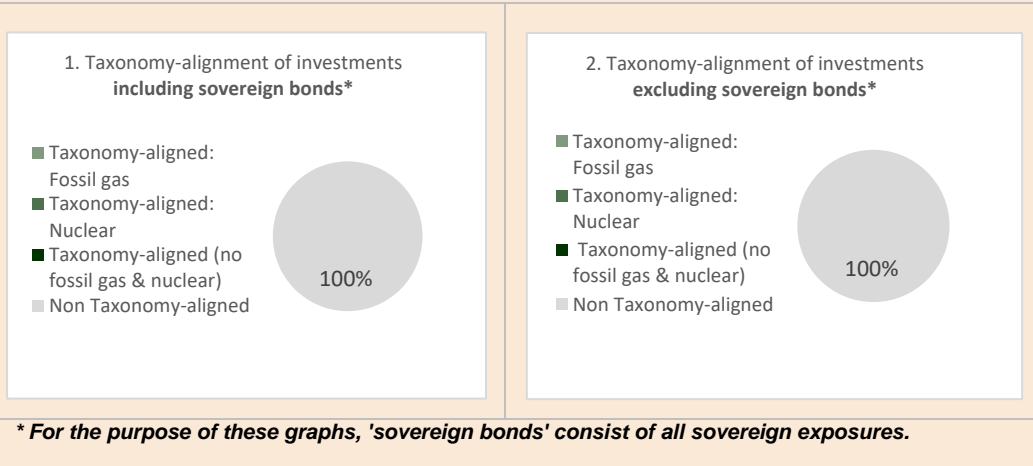 1. Taxonomy-alignment of investments
including sovereign bonds*
Taxonomy-aligned:
Fossil gas
Taxonomy-aligned:
Nuclear
Taxonomy-aligned (no
fossil gas & nuclear)
Non Taxonomy-aligned
100%
2. Taxonomy-alignment of investments
excluding sovereign bonds*
Taxonomy-aligned:
Fossil gas
Taxonomy-aligned:
Nuclear
Taxonomy-aligned (no
fossil gas & nuclear)
Non Taxonomy-aligned
100%
* For the purpose of these graphs, 'sovereign bonds' consist of all sovereign exposures.